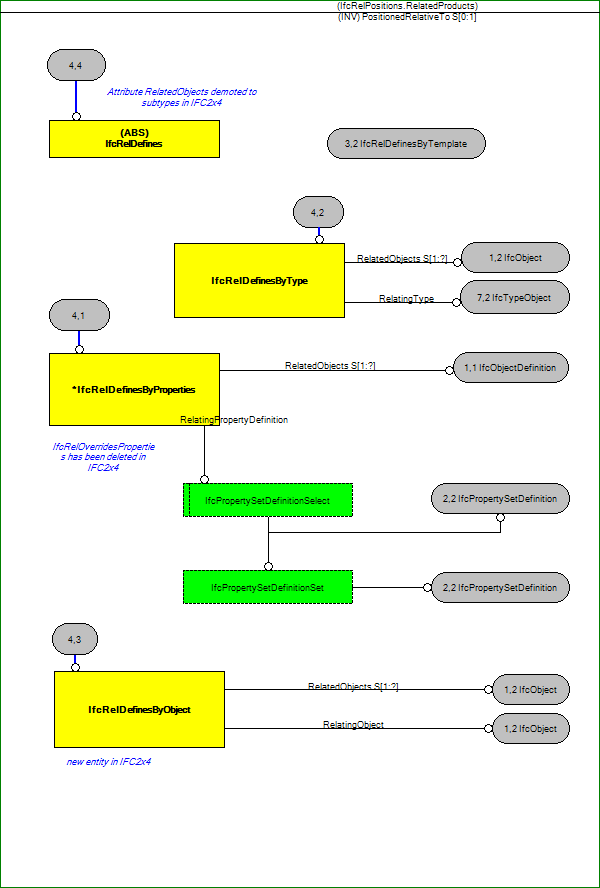 (IfcRelPositions.RelatedProducts)
(INV) PositionedRelativeTo S[0:1]
4,4
Attribute RelatedObjects demoted to
subtypes in IFC2x4
(ABS)
IfcRelDefines
3,2 IfcRelDefinesByTemplate
4,2
IfcRelDefinesByType
RelatedObjects S[1:?]
1,2 IfcObject
RelatingType
7,2 IfcTypeObject
4,1
*IfcRelDefinesByProperties
RelatedObjects S[1:?]
1,1 IfcObjectDefinition
RelatingPropertyDefinition
IfcRelOverridesPropertie
s has been deleted in
IFC2x4
IfcPropertySetDefinitionSelect
2,2 IfcPropertySetDefinition
IfcPropertySetDefinitionSet
2,2 IfcPropertySetDefinition
4,3
IfcRelDefinesByObject
RelatedObjects S[1:?]
1,2 IfcObject
RelatingObject
1,2 IfcObject
new entity in IFC2x4